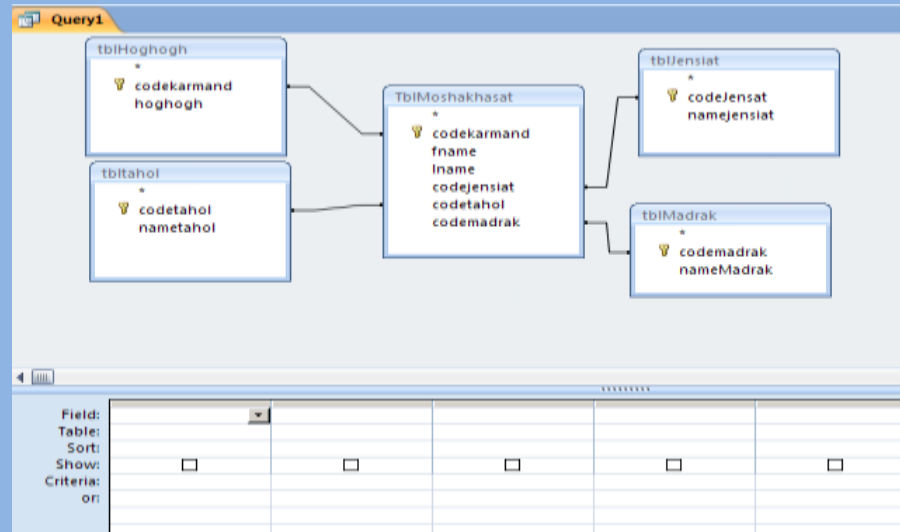 Query1
tblHoghogh
*
codekarmand
hoghogh
tbltahol
*
codetahol
nametahol
TblMoshakhasat
*
codekarmand
fname
lname
codejensiat
codetahol
codemadrak
tblJensiat
*
codeJensat
namejensiat
tblMadrak
*
codemadrak
nameMadrak
Field:
Table:
Sort:
Show:
Criteria:
or: